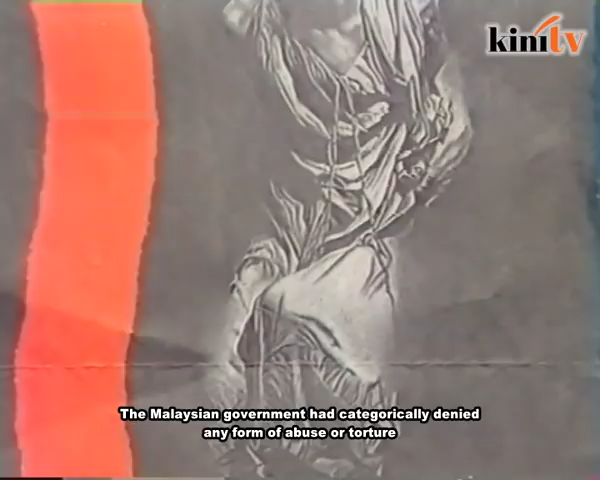 kinitv
The Malaysian government had categorically denied
any form of abuse or torture